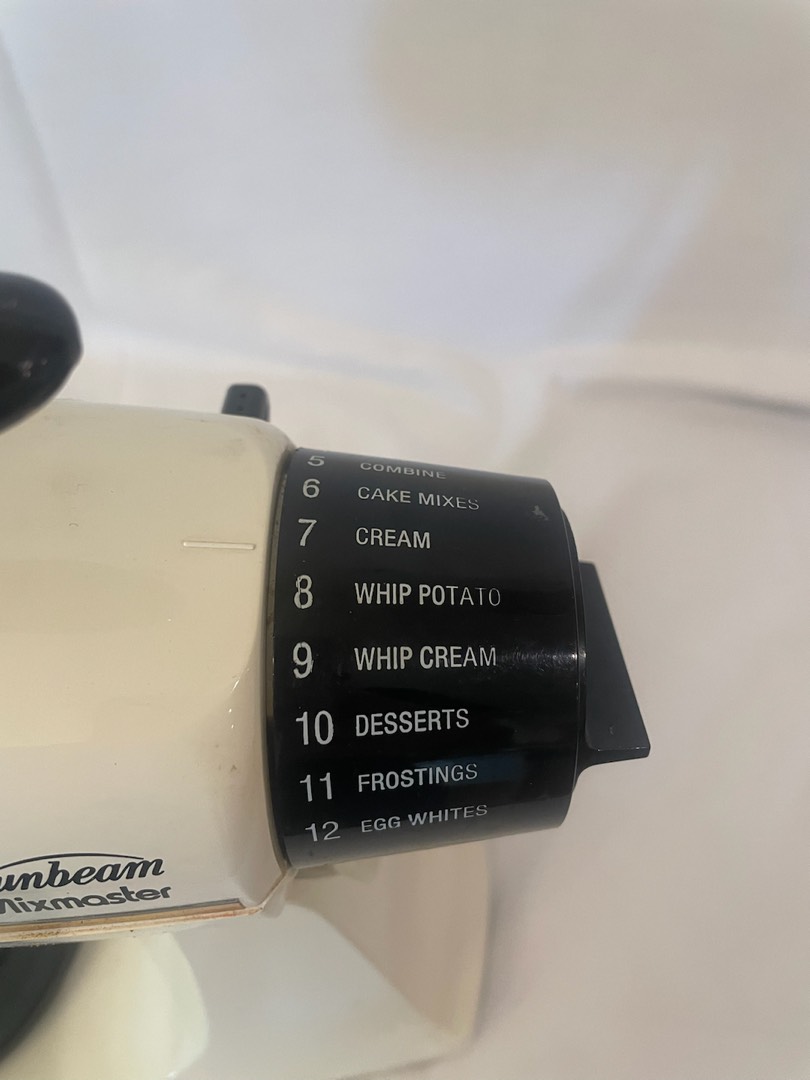 5 COMBINE
6 CAKE MIXES
7 CREAM
8 WHIP POTATO
9 WHIP CREAM
10 DESSERTS
11 FROSTINGS
12 EGG WHITES
unbeam
Mixmaster